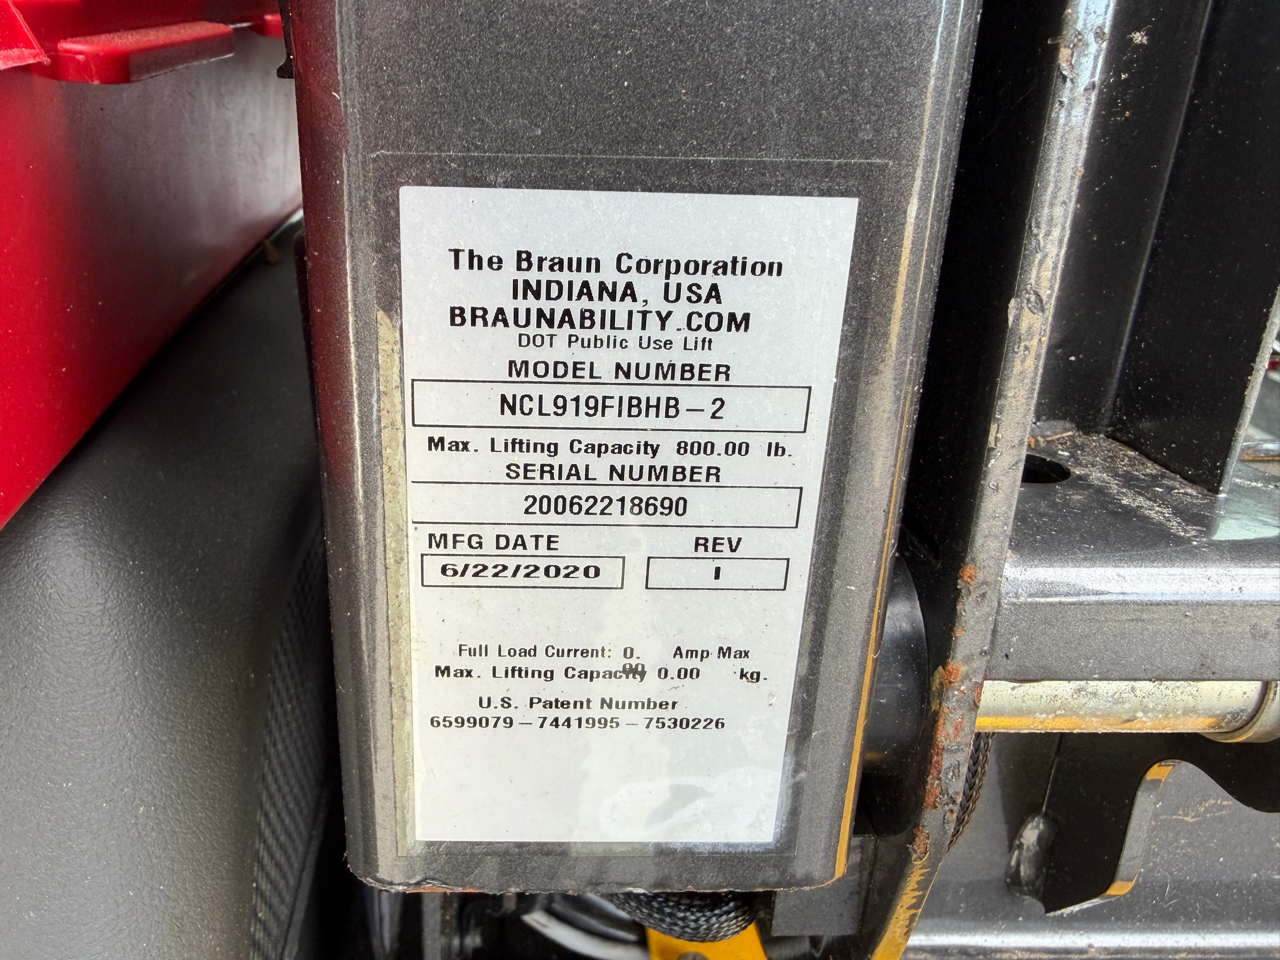 The Braun Corporation
INDIANA, USA
BRAUNABILITY.COM
DOT Public Use Lift
MODEL NUMBER
NCL919FIBHB-2
Max. Lifting Capacity 800.00 lb.
SERIAL NUMBER
20062218690
MFG DATE REV
6/22/2020 I
Full Load Current: 0. Amp Max
00
Max. Lifting Capacity 0.00 kg.
U.S. Patent Number
6599079-7441995-7530226